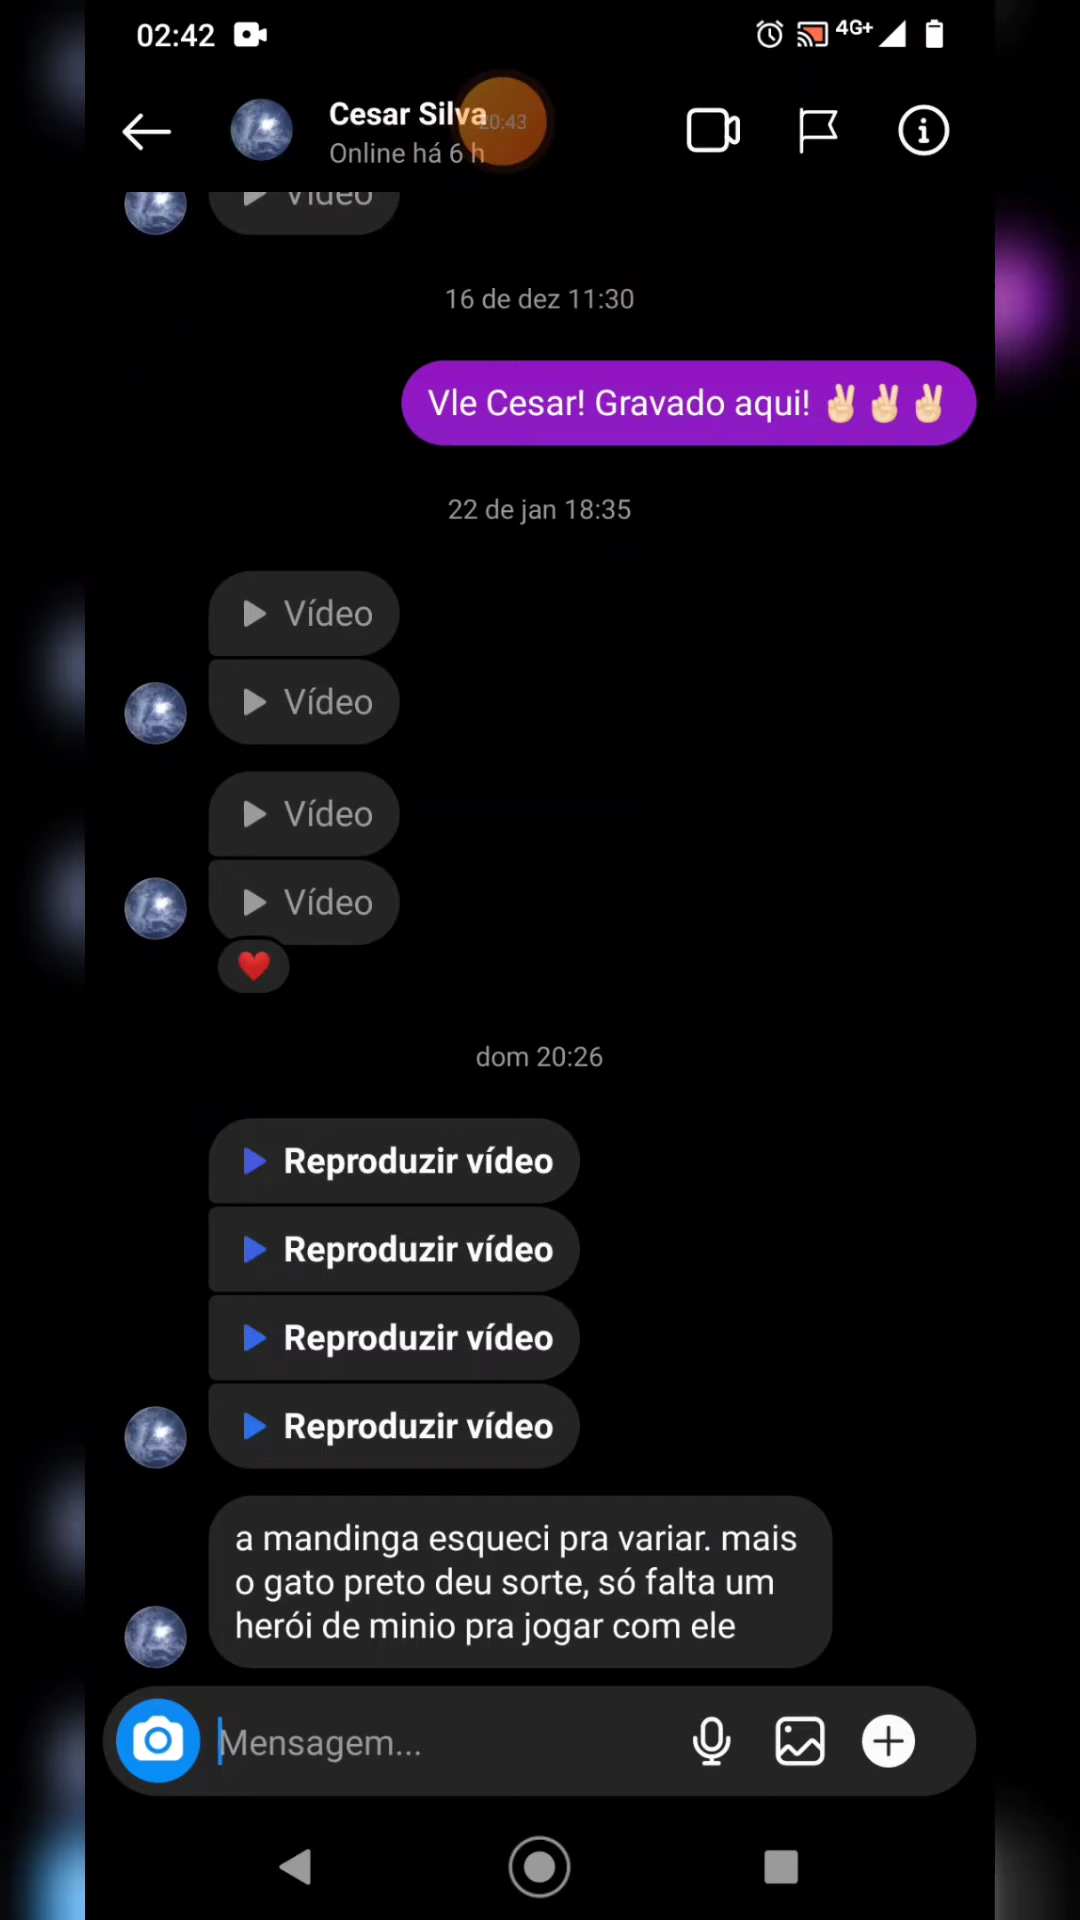 02:42
4G+
Cesar Silva
20:43
Online há 6 h
Vídeo
16 de dez 11:30
Vle Cesar! Gravado aqui! ✌🏻✌🏻✌🏻
22 de jan 18:35
Vídeo
Vídeo
Vídeo
Vídeo
❤️
dom 20:26
Reproduzir vídeo
Reproduzir vídeo
Reproduzir vídeo
Reproduzir vídeo
a mandinga esqueci pra variar. mais
o gato preto deu sorte, só falta um
herói de minio pra jogar com ele
Mensagem...